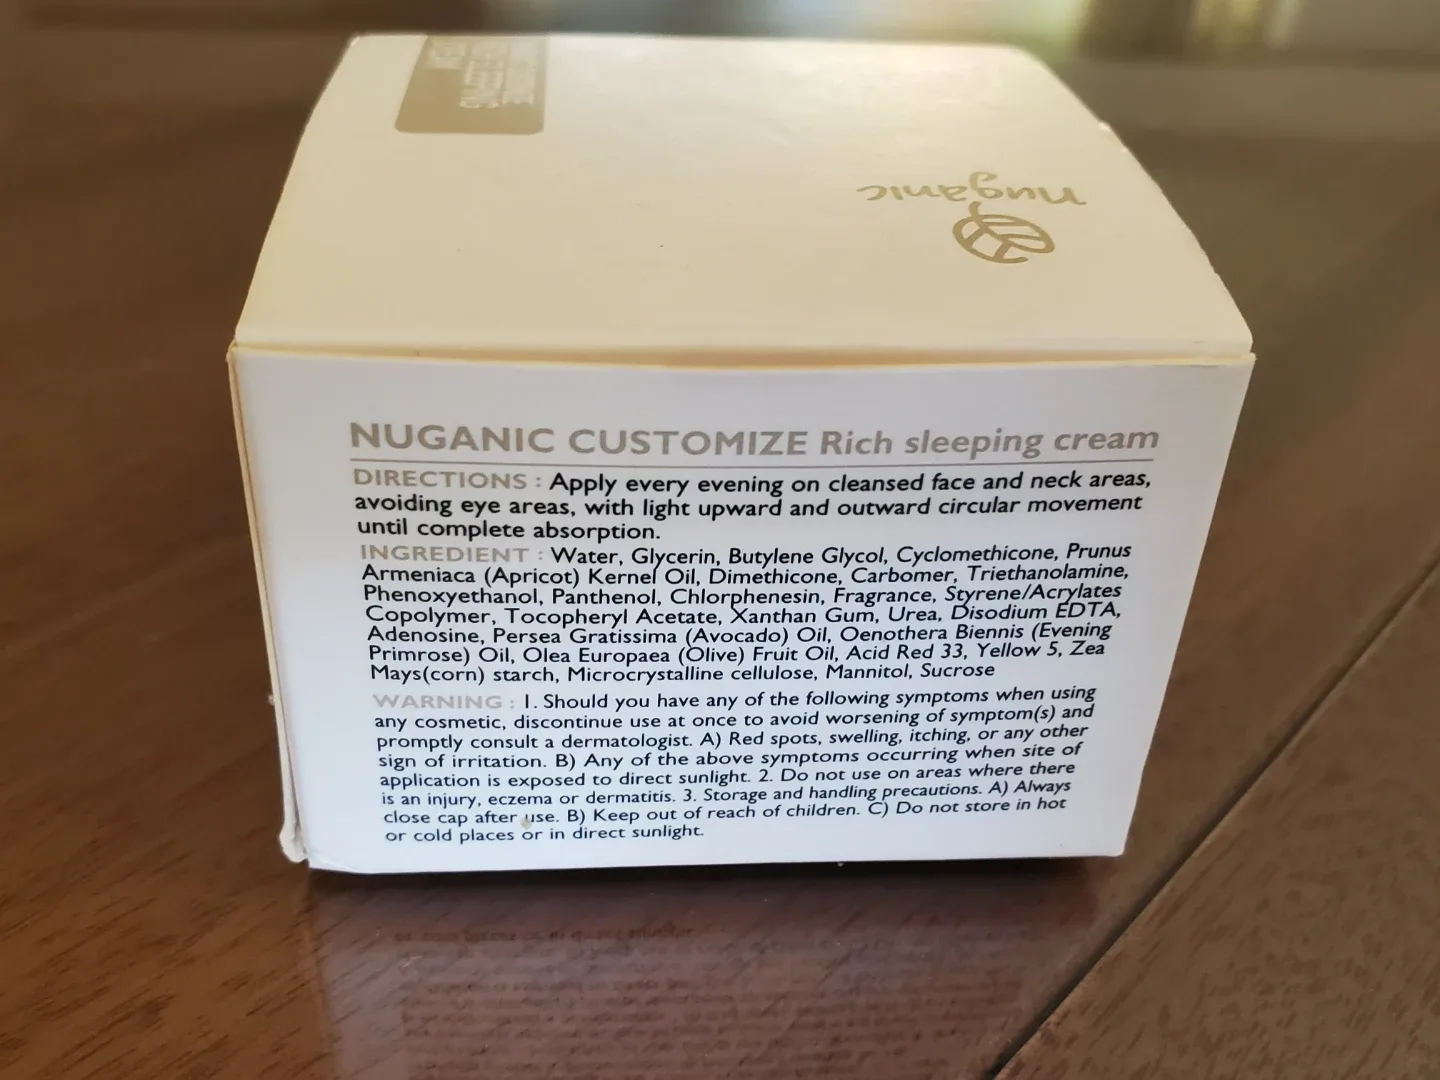 nuganic
NUGANIC CUSTOMIZE Rich sleeping cream
DIRECTIONS : Apply every evening on cleansed face and neck areas,
avoiding eye areas, with light upward and outward circular movement
until complete absorption.
INGREDIENT : Water, Glycerin, Butylene Glycol, Cyclomethicone, Prunus
Armeniaca (Apricot) Kernel Oil, Dimethicone, Carbomer, Triethanolamine,
Phenoxyethanol, Panthenol, Chlorphenesin, Fragrance, Styrene/Acrylates
Copolymer, Tocopheryl Acetate, Xanthan Gum, Urea, Disodium EDTA,
Adenosine, Persea Gratissima (Avocado) Oil, Oenothera Biennis (Evening
Primrose) Oil, Olea Europaea (Olive) Fruit Oil, Acid Red 33, Yellow 5, Zea
Mays(corn) starch, Microcrystalline cellulose, Mannitol, Sucrose
WARNING : 1. Should you have any of the following symptoms when using
any cosmetic, discontinue use at once to avoid worsening of symptom(s) and
promptly consult a dermatologist. A) Red spots, swelling, itching, or any other
sign of irritation. B) Any of the above symptoms occurring when site of
application is exposed to direct sunlight. 2. Do not use on areas where there
is an injury, eczema or dermatitis. 3. Storage and handling precautions. A) Always
close cap after use. B) Keep out of reach of children. C) Do not store in hot
or cold places or in direct sunlight.